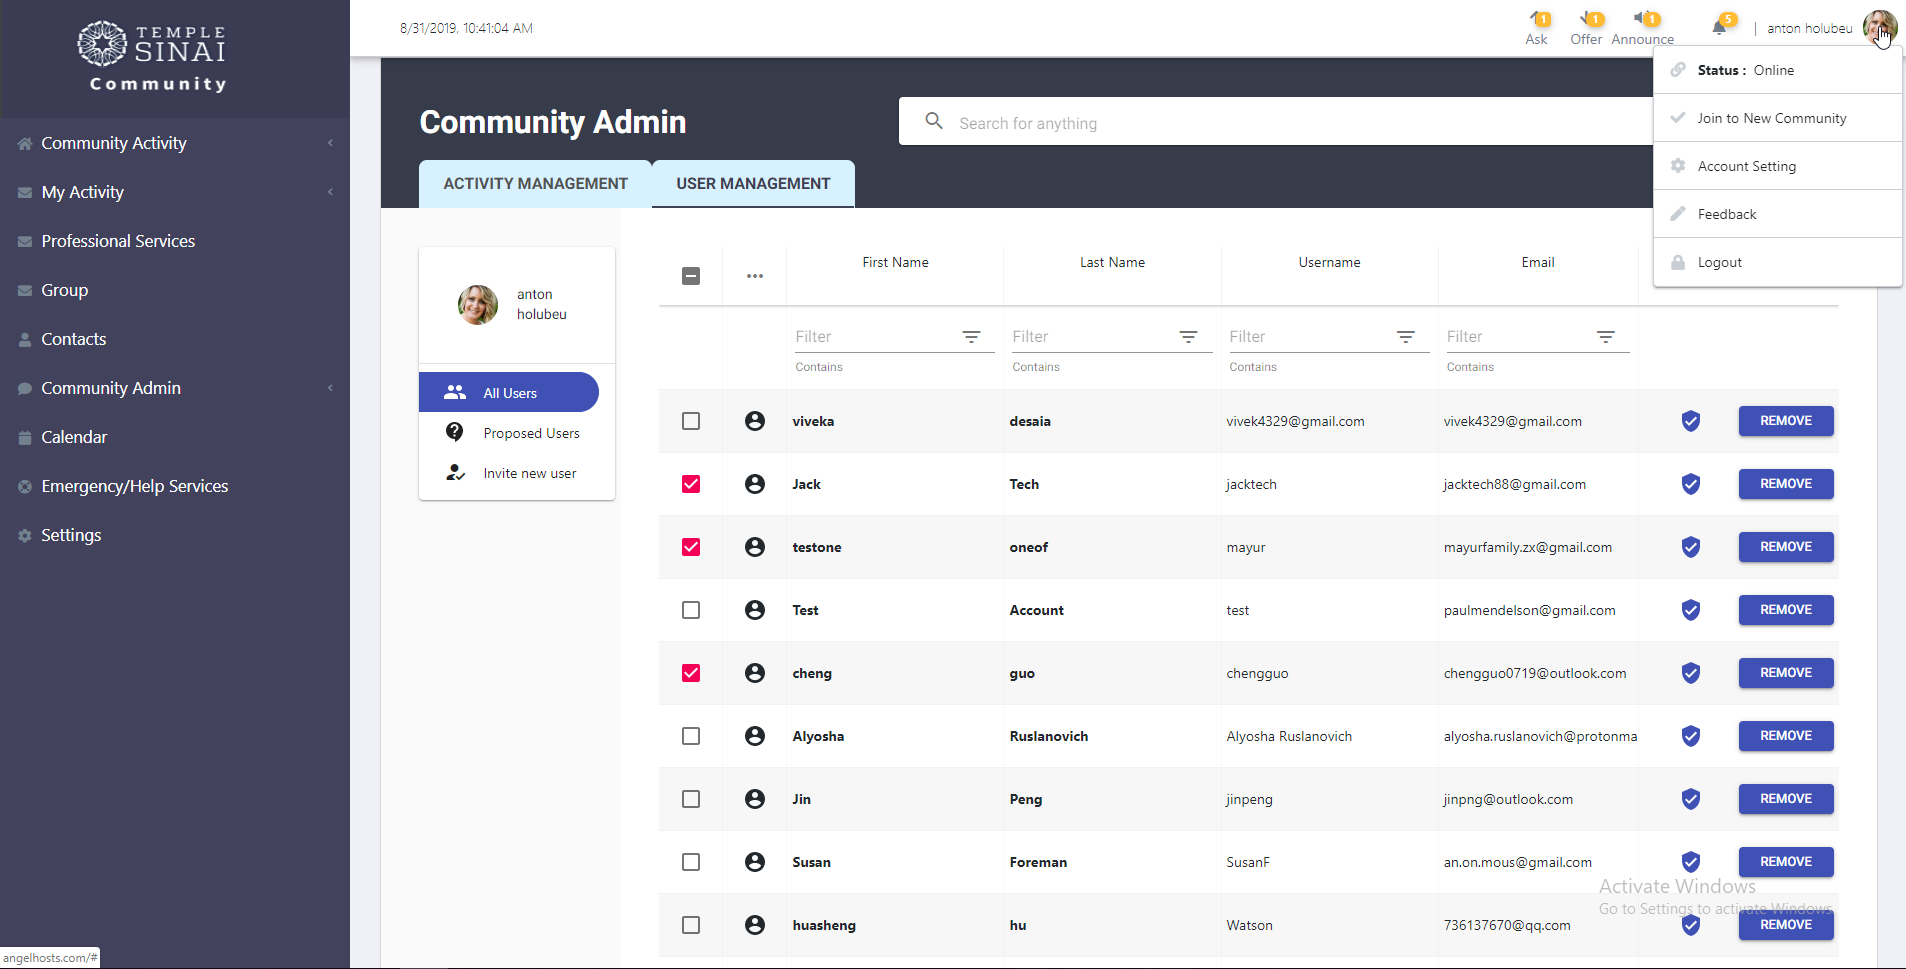 TEMPLE
SINAI
Community
Community Activity
My Activity
Professional Services
Group
Contacts
Community Admin
Calendar
Emergency/Help Services
Settings
angelhosts.com/#
8/31/2019, 10:41:04 AM
1
Ask
1
Offer
1
Announce
5
| anton holubeu
Status : Online
Join to New Community
Account Setting
Feedback
Logout
Community Admin
Search for anything
ACTIVITY MANAGEMENT
USER MANAGEMENT
anton
holubeu
All Users
Proposed Users
Invite new user
First Name Last Name Username Email
Filter Filter Filter Filter
Contains Contains Contains Contains
viveka desaia vivek4329@gmail.com vivek4329@gmail.com REMOVE
Jack Tech jacktech jacktech88@gmail.com REMOVE
testone oneof mayur mayurfamily.zx@gmail.com REMOVE
Test Account test paulmendelson@gmail.com REMOVE
cheng guo chengguo chengguo0719@outlook.com REMOVE
Alyosha Ruslanovich Alyosha Ruslanovich alyosha.ruslanovich@protonma REMOVE
Jin Peng jinpeng jinpng@outlook.com REMOVE
Susan Foreman SusanF an.on.mous@gmail.com REMOVE
Activate Windows
Go to Settings to activate Windows.
huasheng hu Watson 736137670@qq.com REMOVE